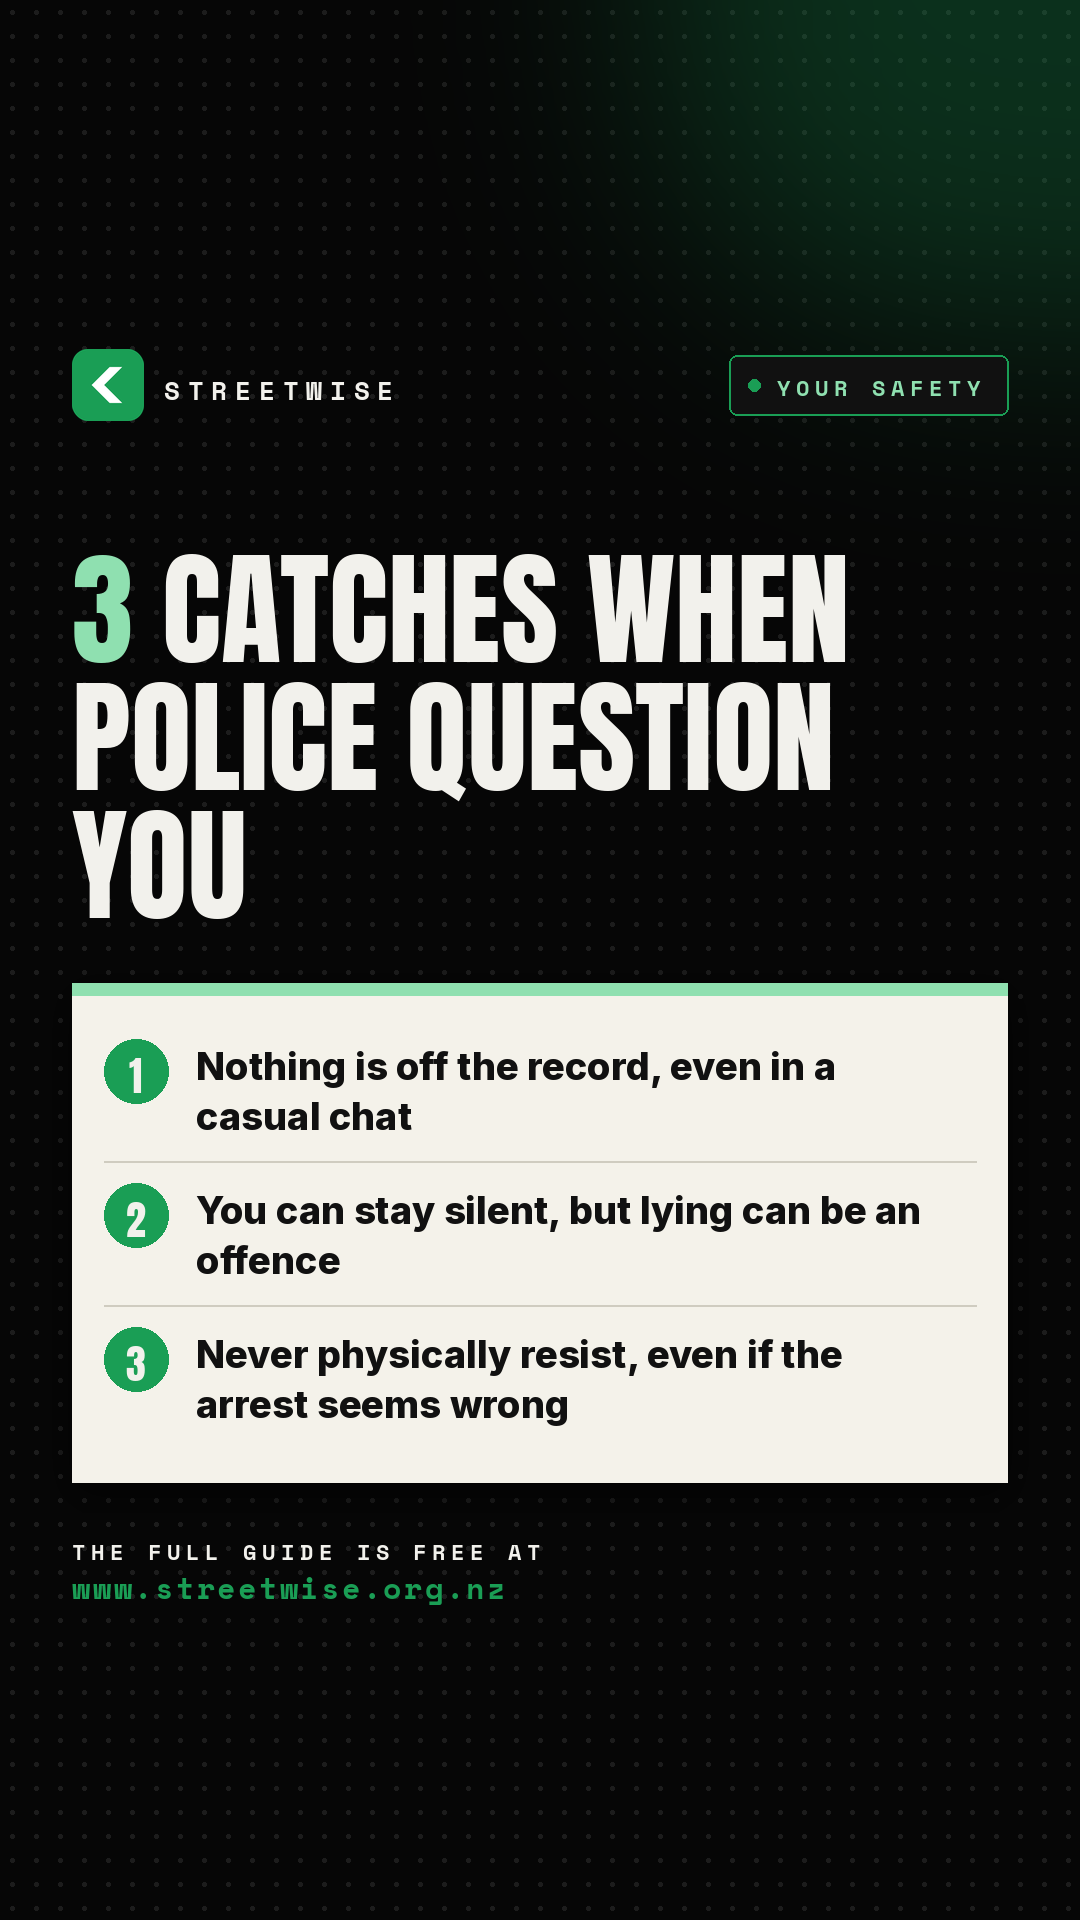 STREETWISE
YOUR SAFETY
3 CATCHES WHEN
POLICE QUESTION
YOU
1 Nothing is off the record, even in a
casual chat
2 You can stay silent, but lying can be an
offence
3 Never physically resist, even if the
arrest seems wrong
THE FULL GUIDE IS FREE AT
www.streetwise.org.nz